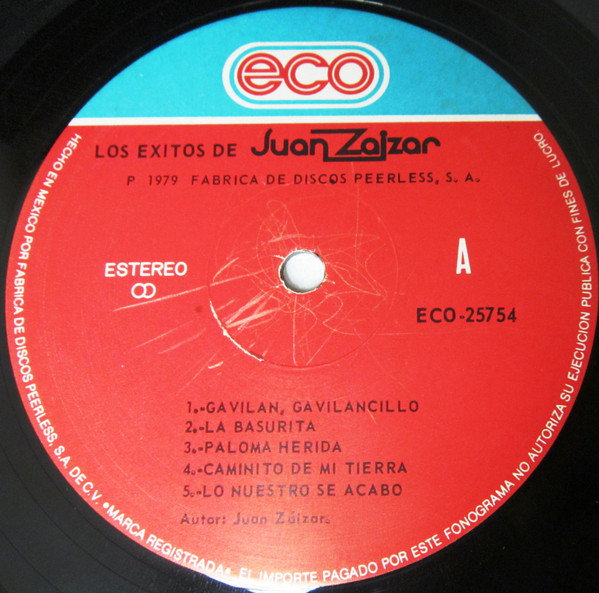 eco
LOS EXITOS DE Juan Zaizar
P 1979 FABRICA DE DISCOS PEERLESS, S. A.
ESTEREO
A
ECO-25754
1.-GAVILAN, GAVILANCILLO
2.-LA BASURITA
3.-PALOMA HERIDA
4.-CAMINITO DE MI TIERRA
5.-LO NUESTRO SE ACABO
Autor: Juan Záizar.
HECHO EN MEXICO POR FABRICA DE DISCOS PEERLESS, S.A. DE C.V. •MARCA REGISTRADA• EL IMPORTE PAGADO POR ESTE FONOGRAMA NO AUTORIZA SU EJECUCION PUBLICA CON FINES DE LUCRO.